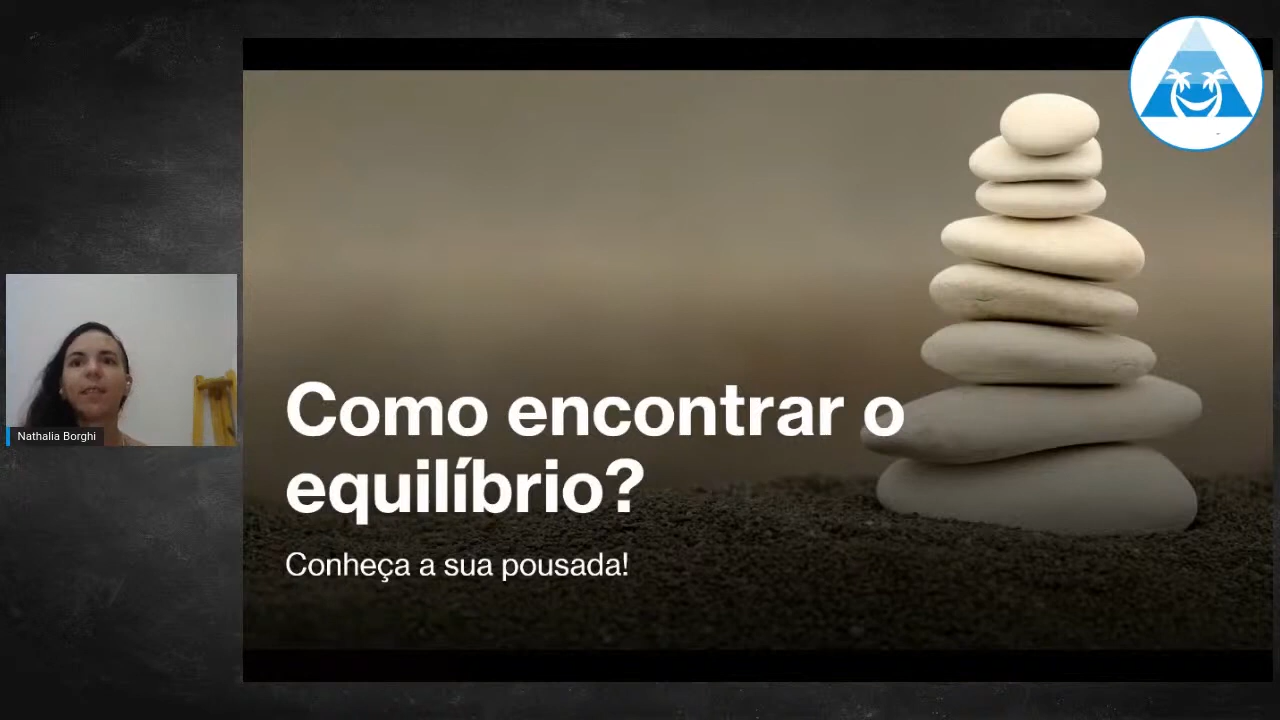 Como encontrar o
equilíbrio?
Conheça a sua pousada!
Nathalia Borghi